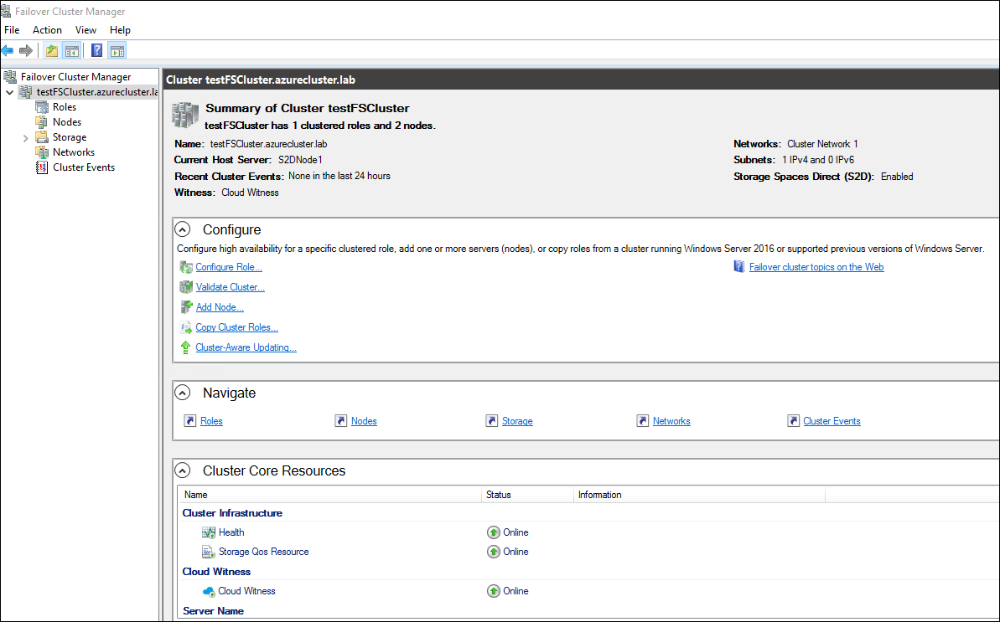 Failover Cluster Manager
File Action View Help
Failover Cluster Manager
testFSCluster.azurecluster.la
Roles
Nodes
Storage
Networks
Cluster Events
Cluster testFSCluster.azurecluster.lab
Summary of Cluster testFSCluster
testFSCluster has 1 clustered roles and 2 nodes.
Name: testFSCluster.azurecluster.lab
Current Host Server: S2DNode1
Recent Cluster Events: None in the last 24 hours
Witness: Cloud Witness
Networks: Cluster Network 1
Subnets: 1 IPv4 and 0 IPv6
Storage Spaces Direct (S2D): Enabled
Configure
Configure high availability for a specific clustered role, add one or more servers (nodes), or copy roles from a cluster running Windows Server 2016 or supported previous versions of Windows Server.
Configure Role...
Failover cluster topics on the Web
Validate Cluster...
Add Node...
Copy Cluster Roles...
Cluster-Aware Updating...
Navigate
Roles Nodes Storage Networks Cluster Events
Cluster Core Resources
Name Status Information
Cluster Infrastructure
Health Online
Storage Qos Resource Online
Cloud Witness
Cloud Witness Online
Server Name